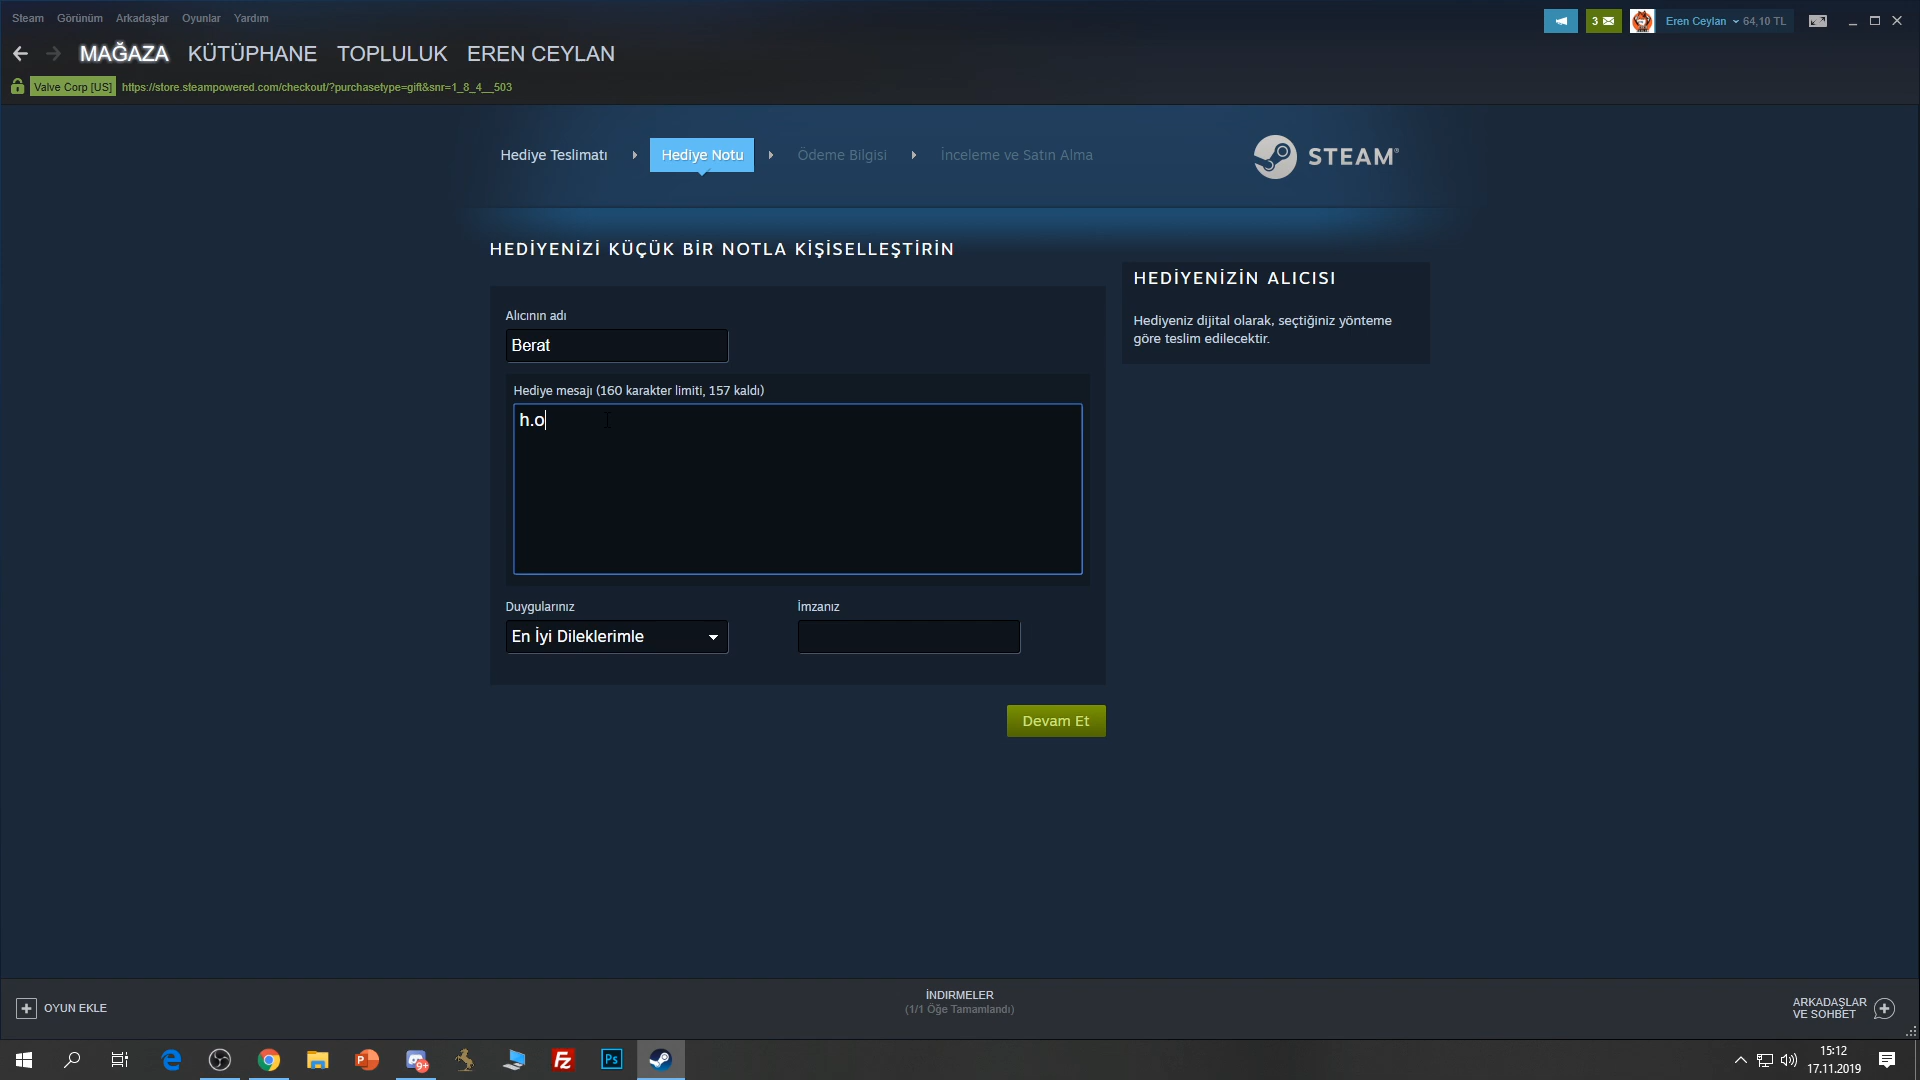 Steam Görünüm Arkadaşlar Oyunlar Yardım
3 Eren Ceylan 64,10 TL
MAĞAZA KÜTÜPHANE TOPLULUK EREN CEYLAN
Valve Corp [US] https://store.steampowered.com/checkout/?purchasetype=gift&snr=1_8_4__503
Hediye Teslimatı Hediye Notu Ödeme Bilgisi İnceleme ve Satın Alma
STEAM®
HEDİYENİZİ KÜÇÜK BİR NOTLA KİŞİSELLEŞTİRİN
HEDİYENİZİN ALICISI
Hediyeniz dijital olarak, seçtiğiniz yönteme
göre teslim edilecektir.
Alıcının adı
Berat
Hediye mesajı (160 karakter limiti, 157 kaldı)
h.o
Duygularınız İmzanız
En İyi Dileklerimle
Devam Et
OYUN EKLE
İNDIRMELER
(1/1 Öğe Tamamlandı)
ARKADAŞLAR
VE SOHBET
9+
Fz
Ps
15:12
17.11.2019